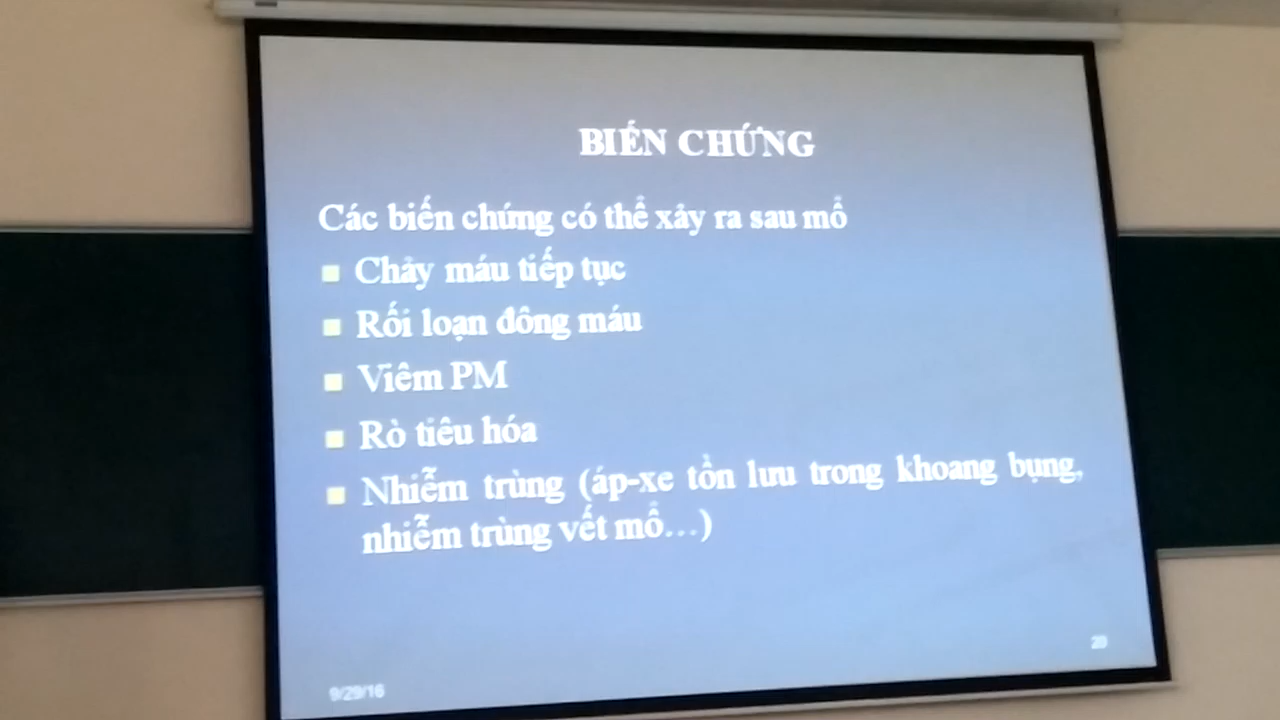 BIẾN CHỨNG
Các biến chứng có thể xảy ra sau mổ
Chảy máu tiếp tục
Rối loạn đông máu
Viêm PM
Rò tiêu hóa
Nhiễm trùng (áp-xe tồn lưu trong khoang bụng,
nhiễm trùng vết mổ...)
9/29/16